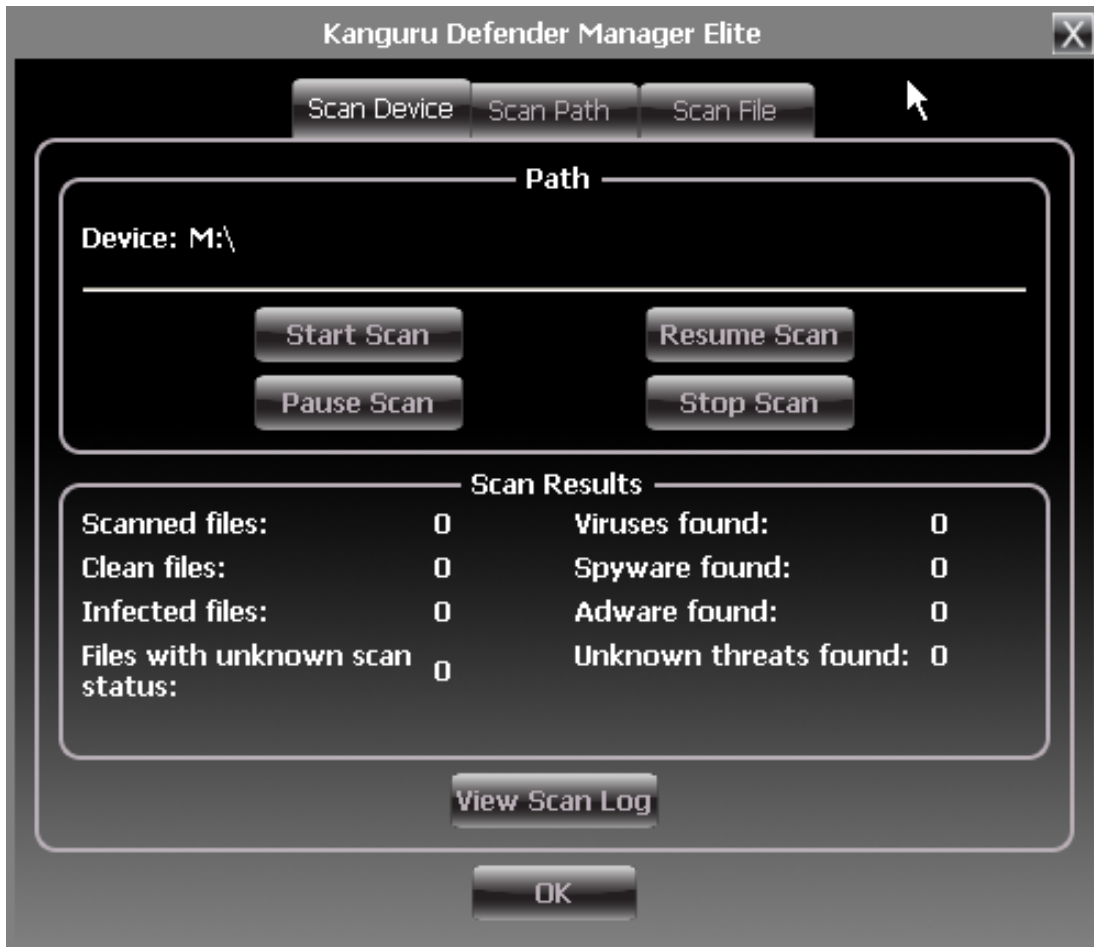 Kanguru Defender Manager Elite
X
Scan Device Scan Path Scan File
Path
Device: M:\
Start Scan Resume Scan
Pause Scan Stop Scan
Scan Results
Scanned files: 0 Viruses found: 0
Clean files: 0 Spyware found: 0
Infected files: 0 Adware found: 0
Files with unknown scan
status: 0 Unknown threats found: 0
View Scan Log
OK